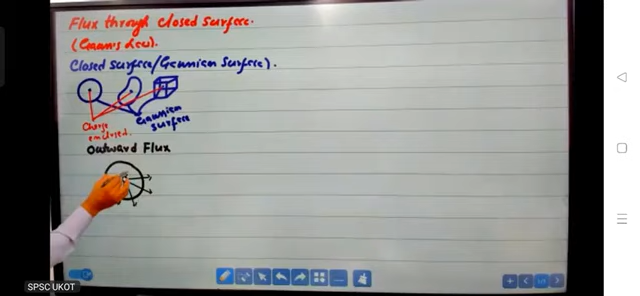 Flux through closed surface.
(Gauss's Law).
Closed surface/Gaussian surface).
Charge
enclosed.
Gaussian
surface
Outward Flux
SPSC UKOT